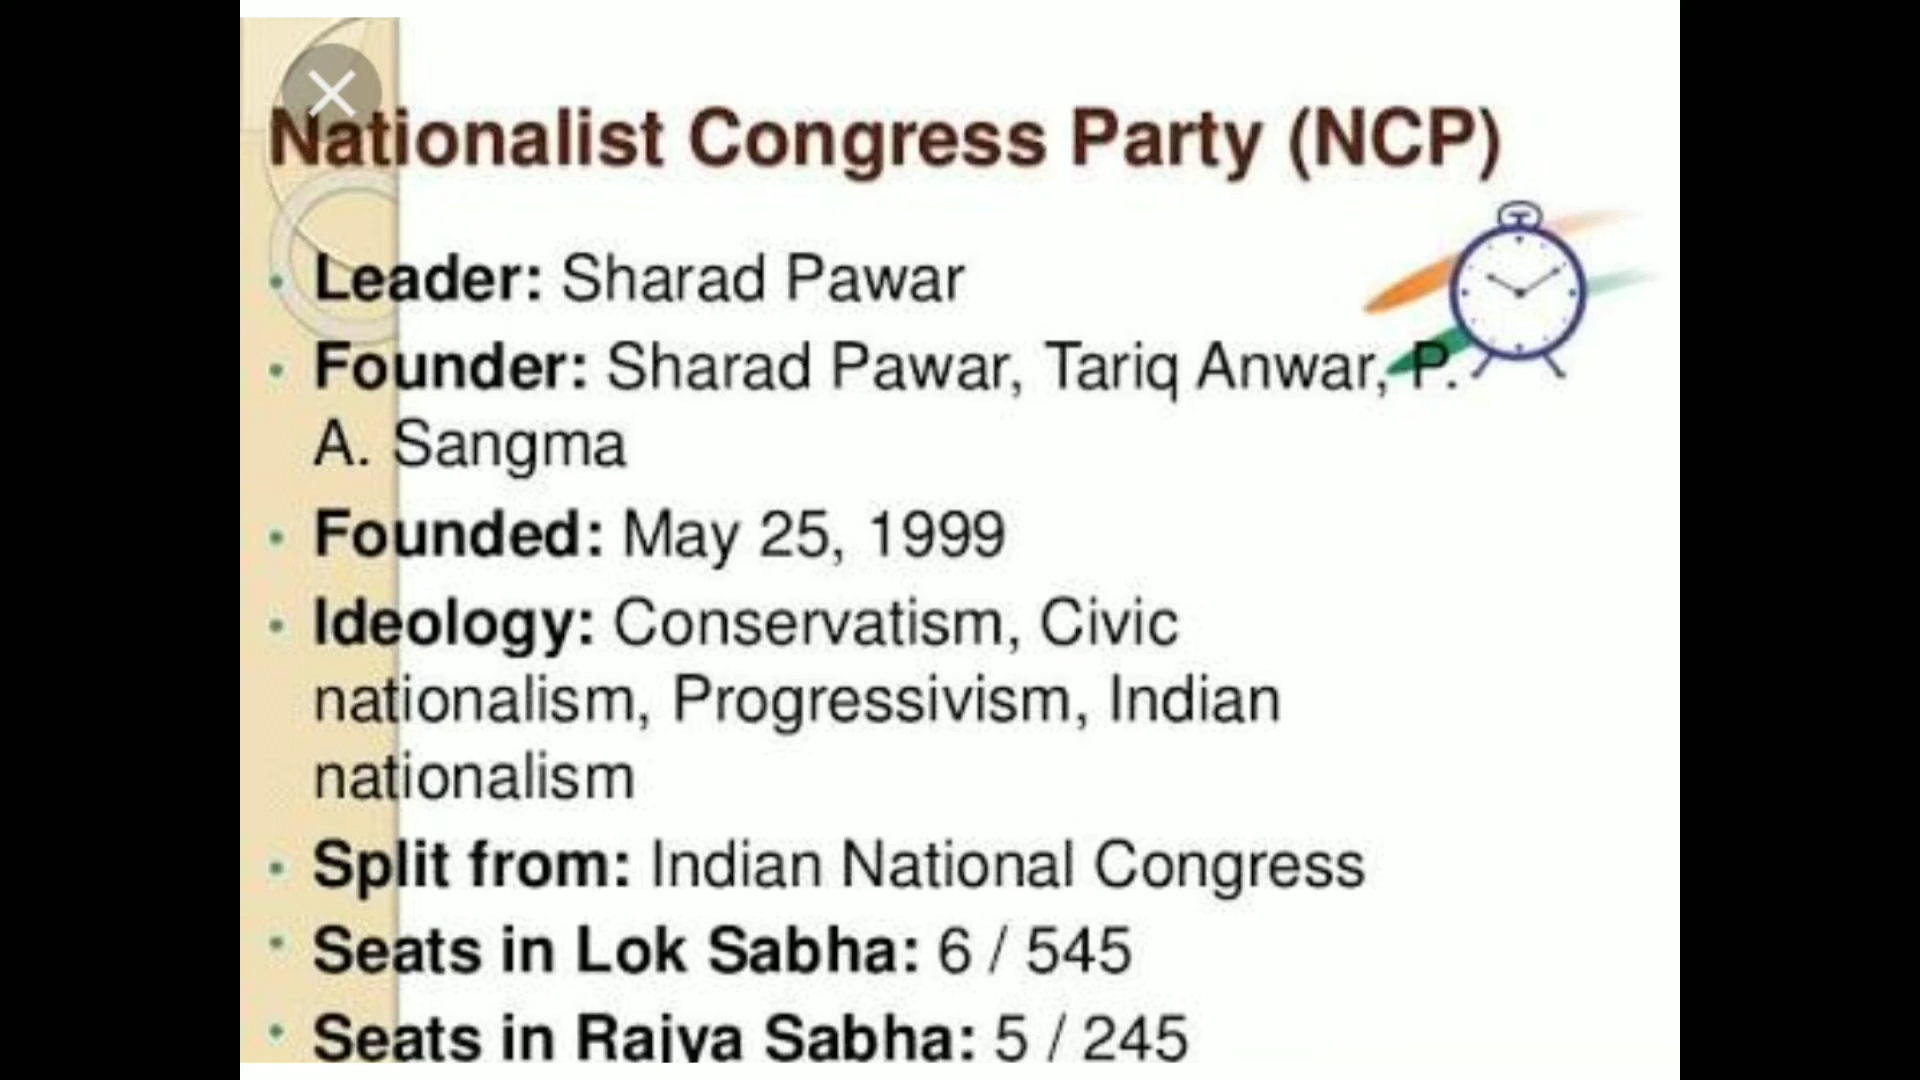 Nationalist Congress Party (NCP)
• Leader: Sharad Pawar
• Founder: Sharad Pawar, Tariq Anwar, P.
A. Sangma
• Founded: May 25, 1999
• Ideology: Conservatism, Civic
nationalism, Progressivism, Indian
nationalism
• Split from: Indian National Congress
• Seats in Lok Sabha: 6 / 545
• Seats in Rajya Sabha: 5 / 245